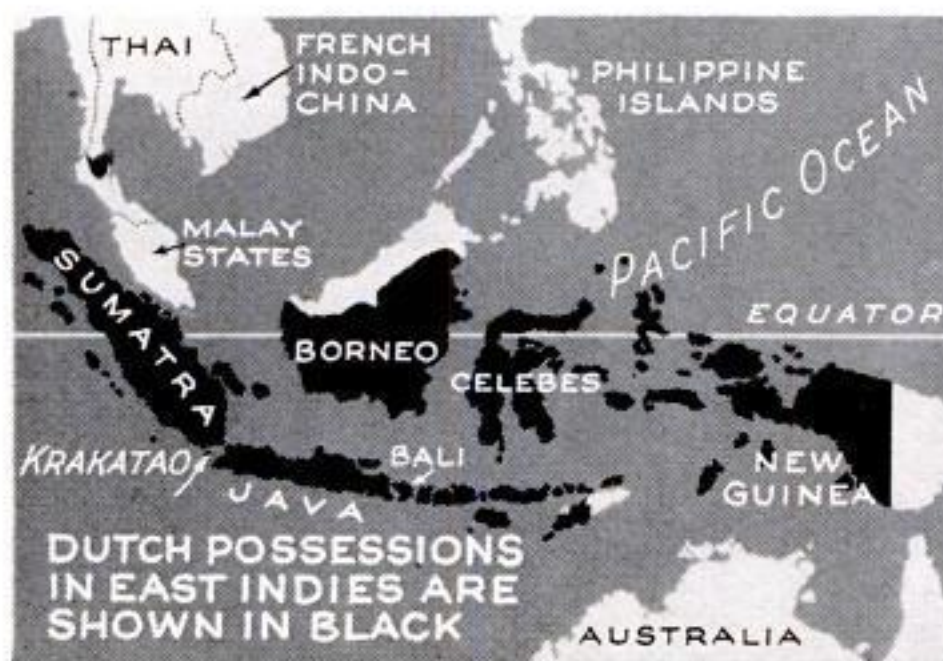 THAI
FRENCH
INDO-
CHINA
PHILIPPINE
ISLANDS
PACIFIC OCEAN
MALAY
STATES
SUMATRA
EQUATOR
BORNEO
CELEBES
KRAKATAO
BALI
JAVA
NEW
GUINEA
DUTCH POSSESSIONS
IN EAST INDIES ARE
SHOWN IN BLACK
AUSTRALIA